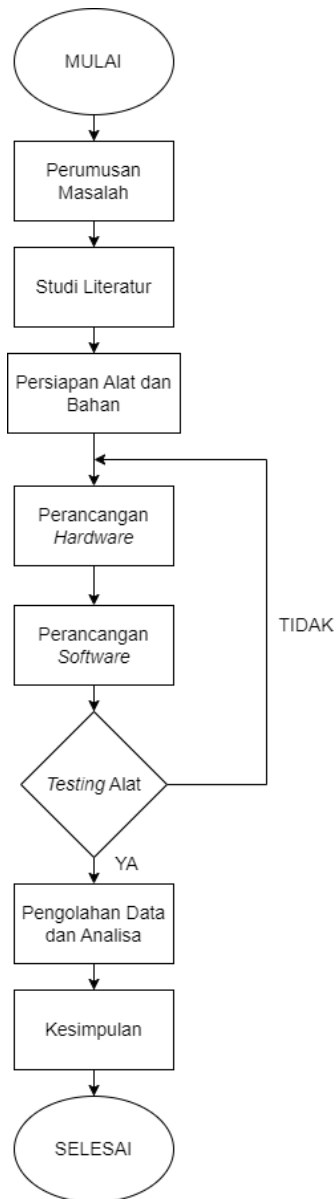 MULAI
Perumusan
Masalah
Studi Literatur
Persiapan Alat dan
Bahan
Perancangan
Hardware
Perancangan
Software
TIDAK
Testing Alat
YA
Pengolahan Data
dan Analisa
Kesimpulan
SELESAI